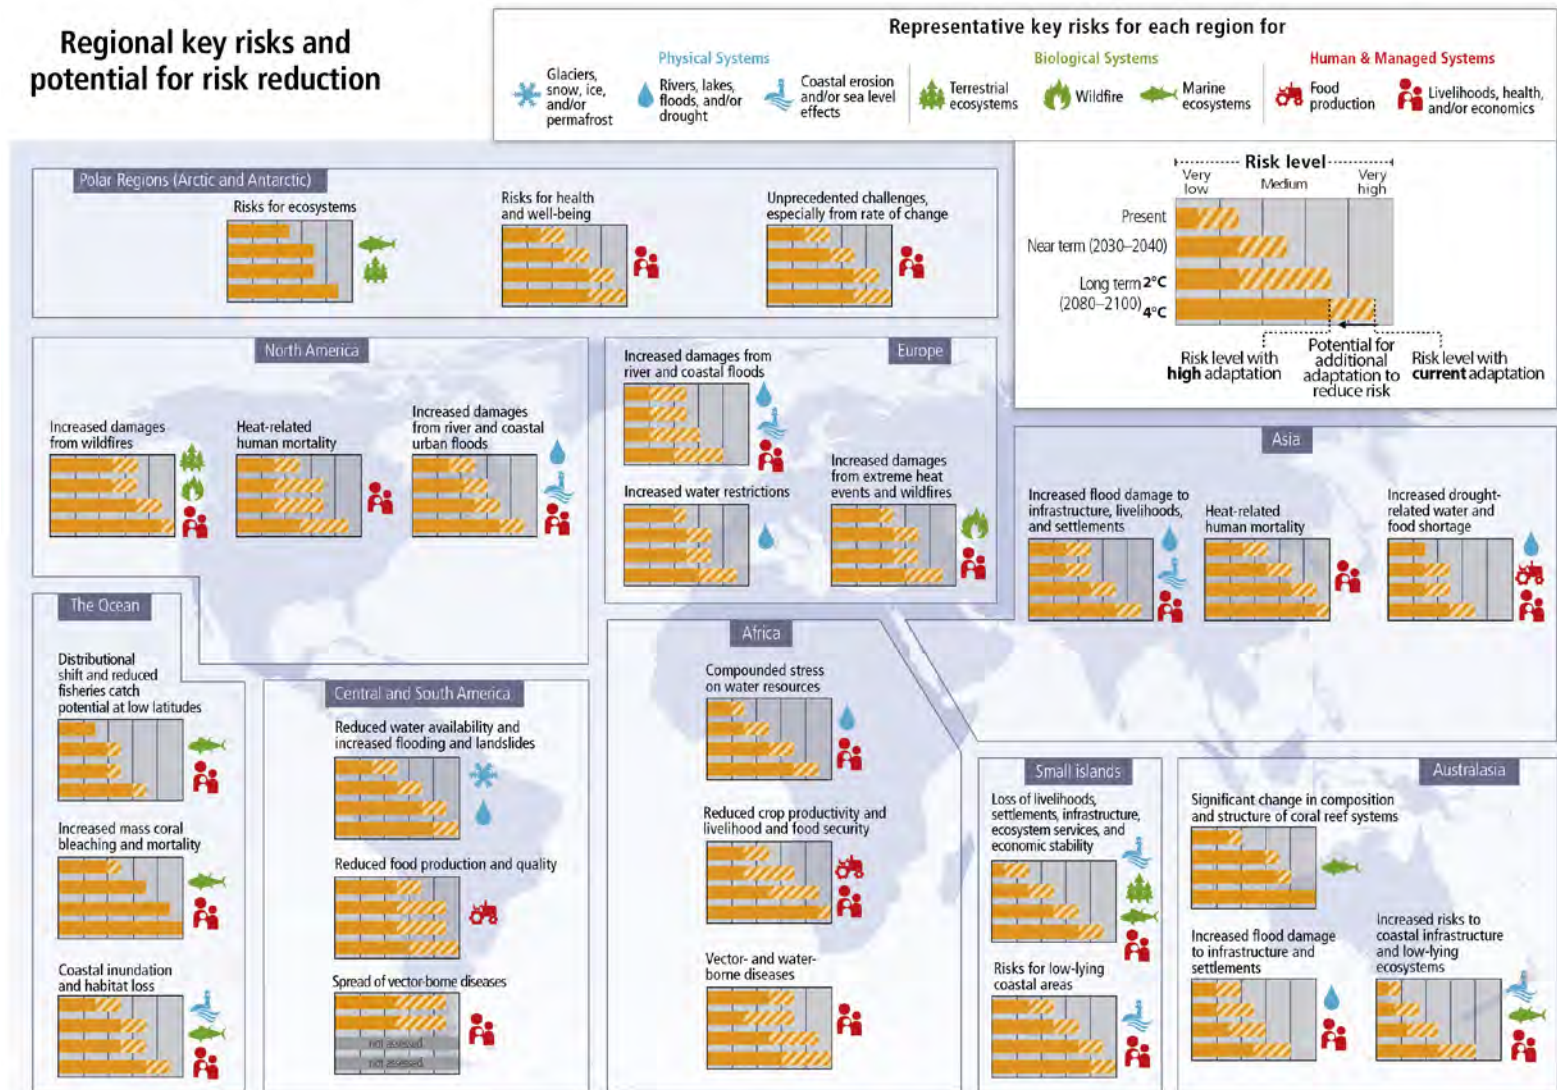 Regional key risks and
potential for risk reduction
Representative key risks for each region for
Physical Systems
Glaciers,
snow, ice,
and/or
permafrost
Rivers, lakes,
floods, and/or
drought
Coastal erosion
and/or sea level
effects
Biological Systems
Terrestrial
ecosystems
Wildfire
Marine
ecosystems
Human & Managed Systems
Food
production
Livelihoods, health,
and/or economics
Risk level
Very
low
Medium
Very
high
Present
Near term (2030–2040)
Long term 2°C
(2080–2100) 4°C
Risk level with
high adaptation
Potential for
additional
adaptation to
reduce risk
Risk level with
current adaptation
Polar Regions (Arctic and Antarctic)
Risks for ecosystems
Risks for health
and well-being
Unprecedented challenges,
especially from rate of change
North America
Increased damages
from wildfires
Heat-related
human mortality
Increased damages
from river and coastal
urban floods
Europe
Increased damages from
river and coastal floods
Increased water restrictions
Increased damages
from extreme heat
events and wildfires
Asia
Increased flood damage to
infrastructure, livelihoods,
and settlements
Heat-related
human mortality
Increased drought-
related water and
food shortage
The Ocean
Distributional
shift and reduced
fisheries catch
potential at low latitudes
Increased mass coral
bleaching and mortality
Coastal inundation
and habitat loss
Central and South America
Reduced water availability and
increased flooding and landslides
Reduced food production and quality
Spread of vector-borne diseases
not assessed
not assessed
Africa
Compounded stress
on water resources
Reduced crop productivity and
livelihood and food security
Vector- and water-
borne diseases
Small islands
Loss of livelihoods,
settlements, infrastructure,
ecosystem services, and
economic stability
Risks for low-lying
coastal areas
Australasia
Significant change in composition
and structure of coral reef systems
Increased flood damage
to infrastructure and
settlements
Increased risks to
coastal infrastructure
and low-lying
ecosystems